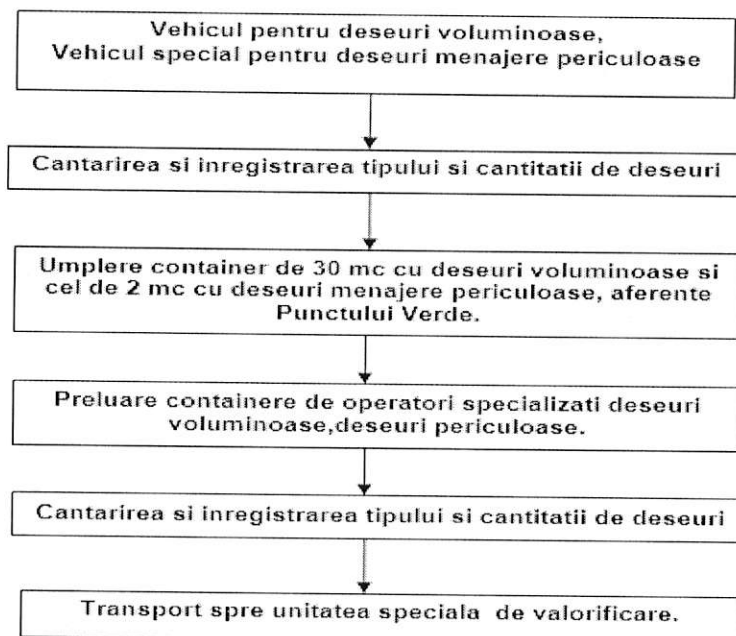 Vehicul pentru deseuri voluminoase,
Vehicul special pentru deseuri menajere periculoase
Cantarirea si inregistrarea tipului si cantitatii de deseuri
Umplere container de 30 mc cu deseuri voluminoase si
cel de 2 mc cu deseuri menajere periculoase, aferente
Punctului Verde.
Preluare containere de operatori specializati deseuri
voluminoase,deseuri periculoase.
Cantarirea si inregistrarea tipului si cantitatii de deseuri
Transport spre unitatea speciala de valorificare.